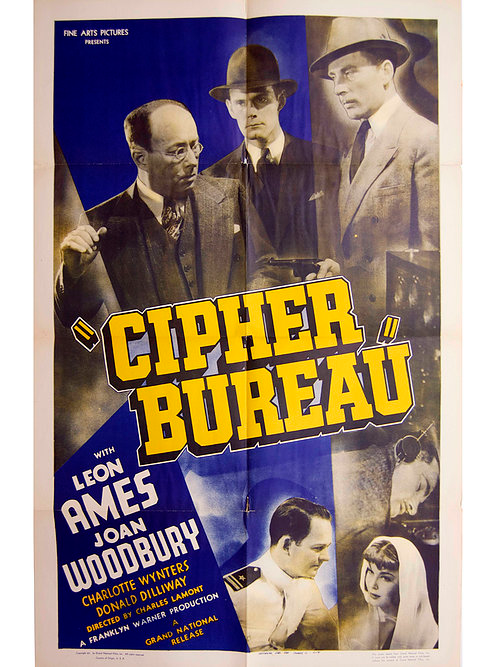 FINE ARTS PICTURES
PRESENTS
"CIPHER
BUREAU"
WITH
LEON
AMES
JOAN
WOODBURY
CHARLOTTE WYNTERS
DONALD DILLIWAY
DIRECTED BY CHARLES LAMONT
A FRANKLYN WARNER PRODUCTION
A
GRAND NATIONAL
RELEASE